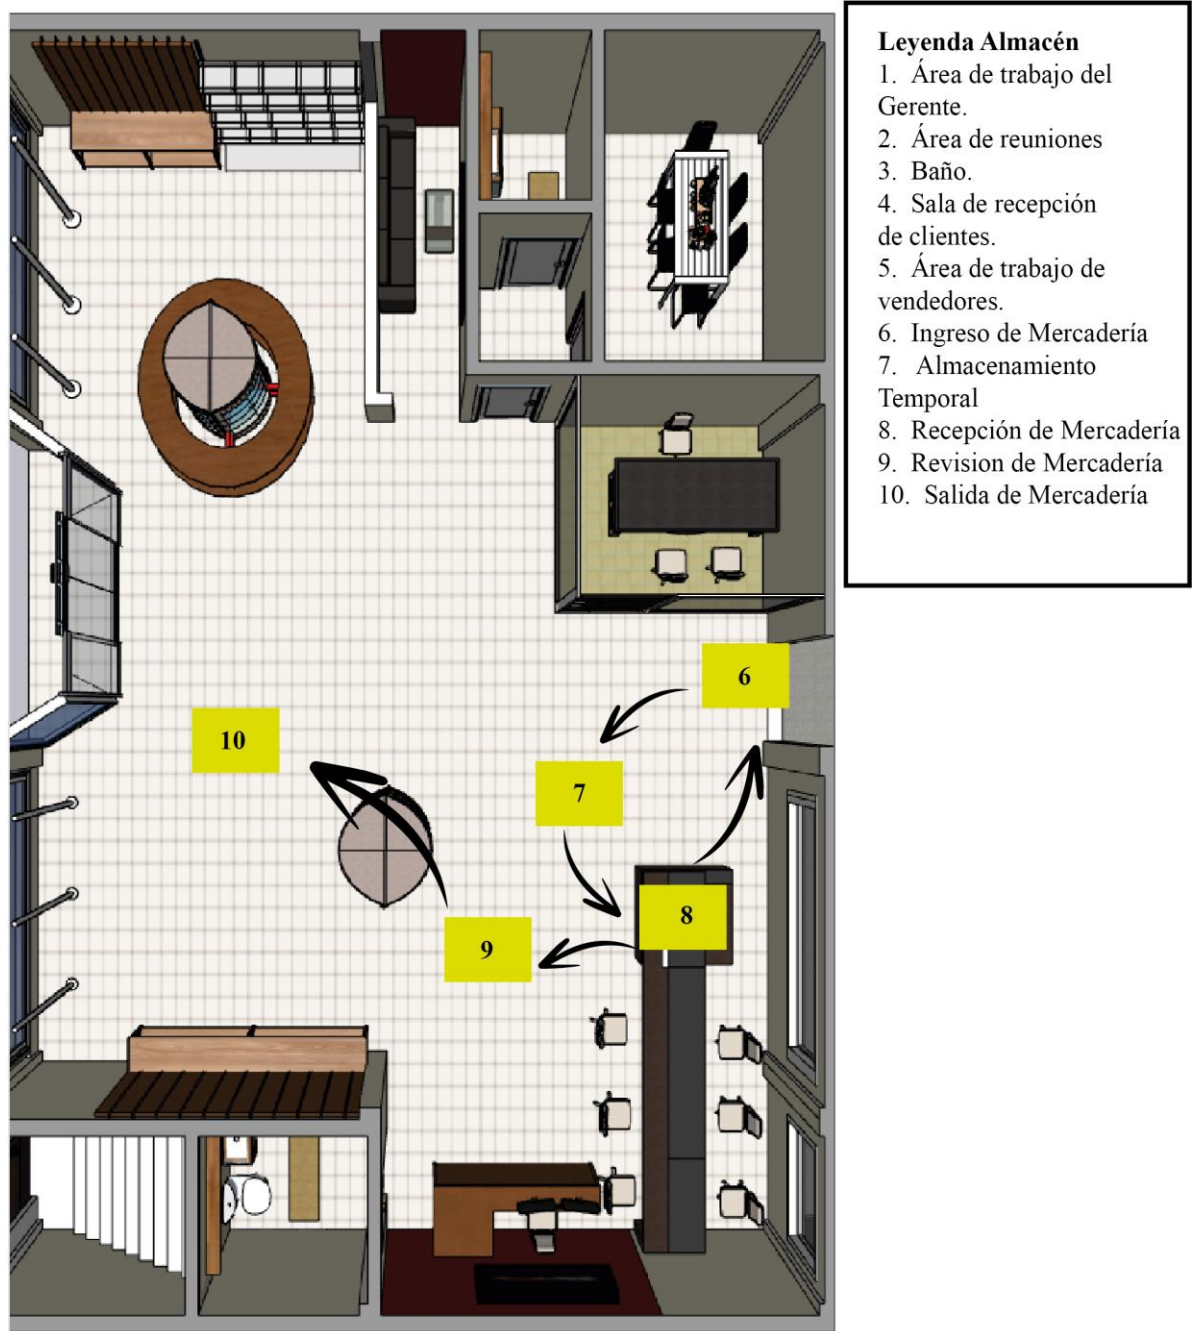 Leyenda Almacén
1. Área de trabajo del
Gerente.
2. Área de reuniones
3. Baño.
4. Sala de recepción
de clientes.
5. Área de trabajo de
vendedores.
6. Ingreso de Mercadería
7. Almacenamiento
Temporal
8. Recepción de Mercadería
9. Revision de Mercadería
10. Salida de Mercadería
6
10
7
8
9